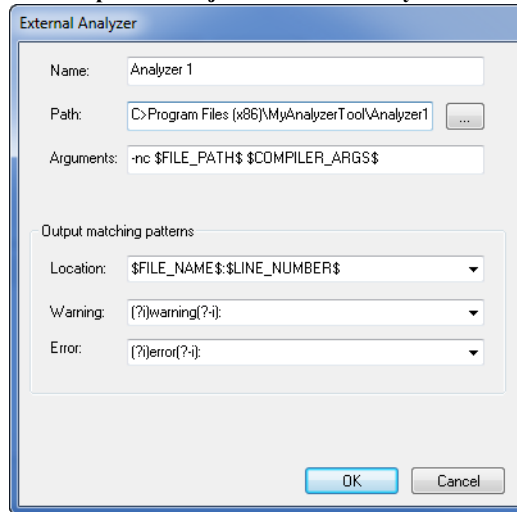 External Analyzer
Name: Analyzer 1
Path: C>Program Files (x86)\MyAnalyzerTool\Analyzer1 ...
Arguments: -nc $FILE_PATH$ $COMPILER_ARGS$
Output matching patterns
Location: $FILE_NAME$:$LINE_NUMBER$
Warning: (?i)warning(?-i):
Error: (?i)error(?-i):
OK Cancel